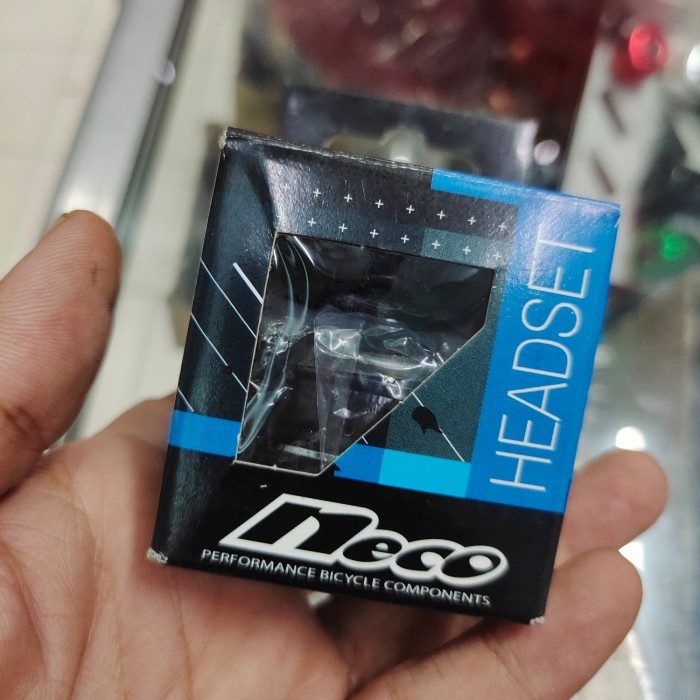 HEADSET
neco
PERFORMANCE BICYCLE COMPONENTS